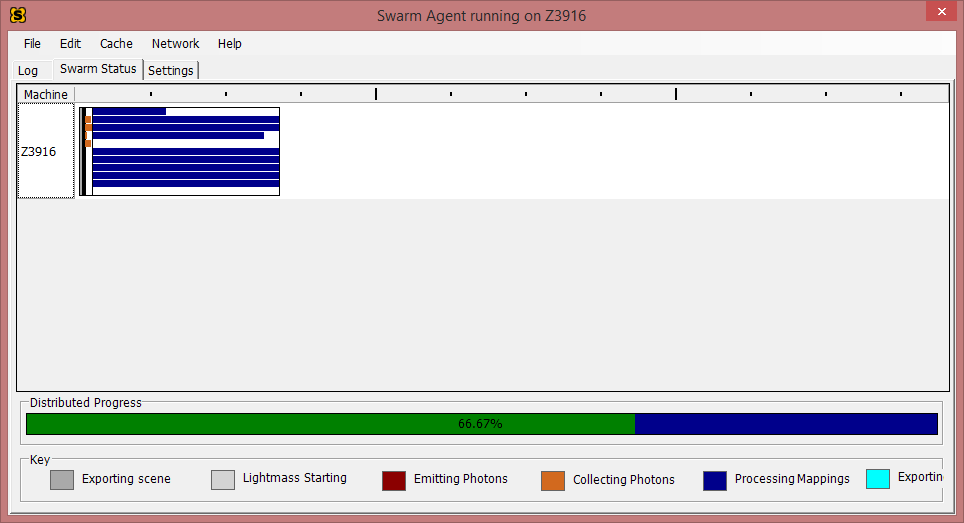 Swarm Agent running on Z3916
File Edit Cache Network Help
Log Swarm Status Settings
Machine
Z3916
Distributed Progress
66.67%
Key
Exporting scene Lightmass Starting Emitting Photons Collecting Photons Processing Mappings Exportin